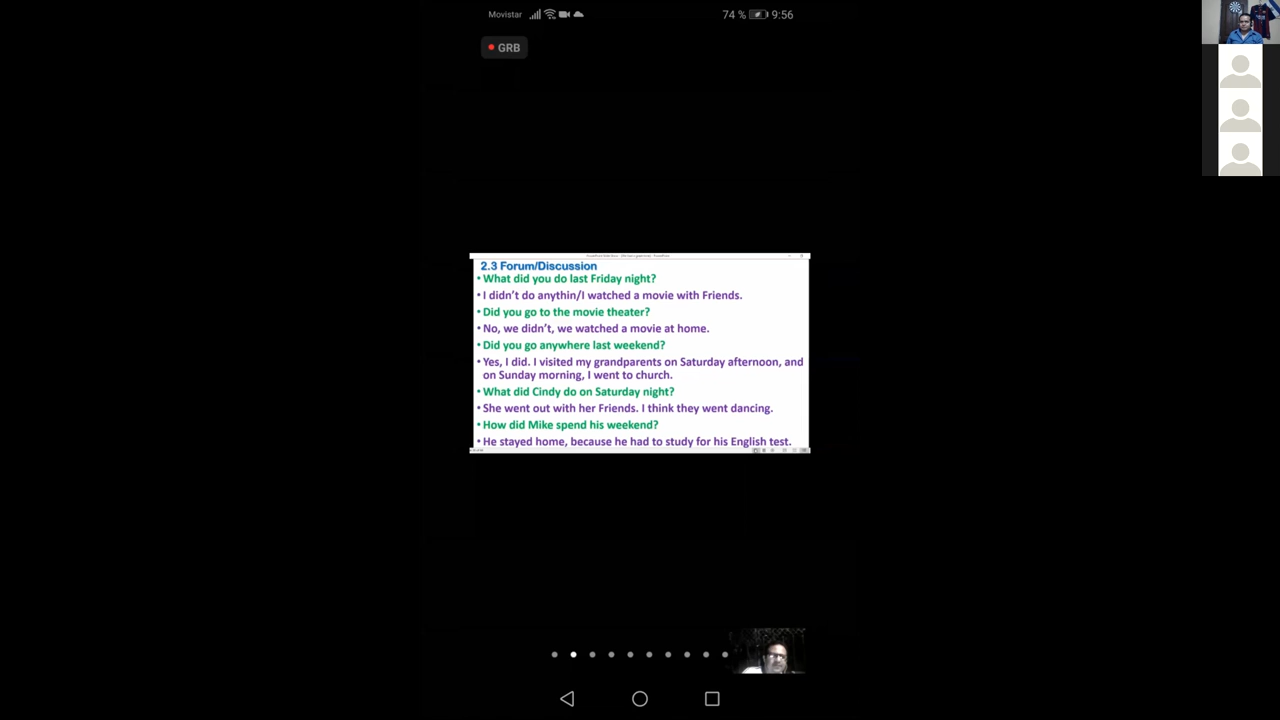 Movistar 74 % 9:56
GRB
2.3 Forum/Discussion
• What did you do last Friday night?
• I didn't do anythin/I watched a movie with Friends.
• Did you go to the movie theater?
• No, we didn't, we watched a movie at home.
• Did you go anywhere last weekend?
• Yes, I did. I visited my grandparents on Saturday afternoon, and
on Sunday morning, I went to church.
• What did Cindy do on Saturday night?
• She went out with her Friends. I think they went dancing.
• How did Mike spend his weekend?
• He stayed home, because he had to study for his English test.